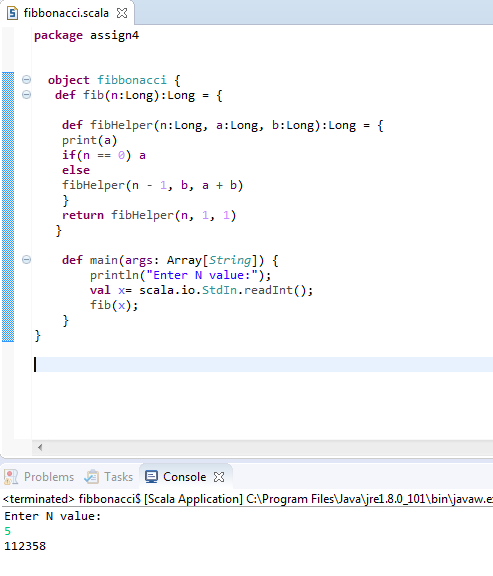 fibbonacci.scala
package assign4
object fibbonacci {
def fib(n:Long):Long = {
def fibHelper(n:Long, a:Long, b:Long):Long = {
print(a)
if(n == 0) a
else
fibHelper(n - 1, b, a + b)
}
return fibHelper(n, 1, 1)
}
def main(args: Array[String]) {
println("Enter N value:");
val x= scala.io.StdIn.readInt();
fib(x);
}
}
Problems Tasks Console
<terminated> fibbonacci$ [Scala Application] C:\Program Files\Java\jre1.8.0_101\bin\javaw.e
Enter N value:
5
112358